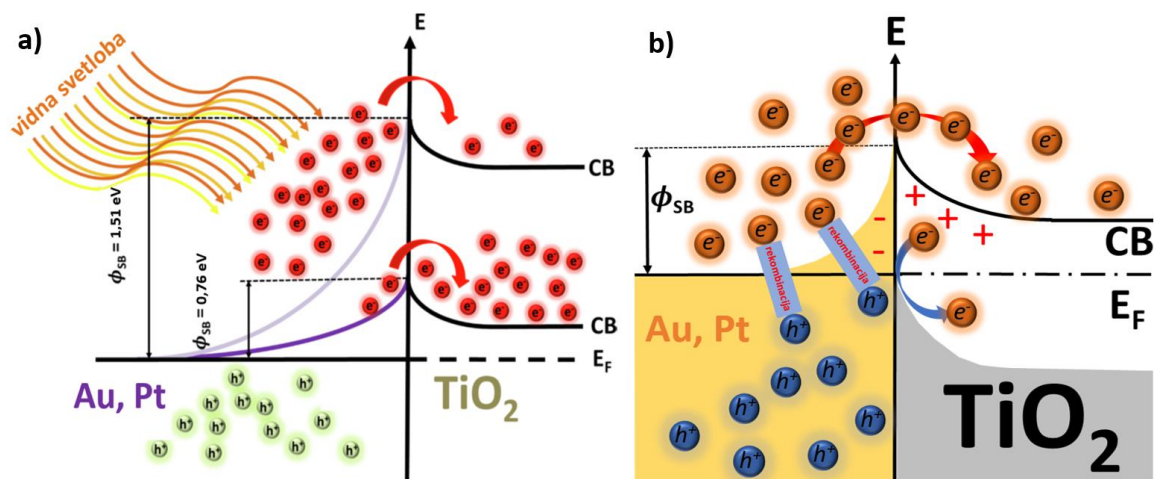 a)
E
vidna svetloba
e⁻
ϕSB = 1,51 eV
ϕSB = 0,76 eV
CB
CB
EF
Au, Pt
TiO2
h⁺
b)
E
e⁻
ϕSB
- + 
- +
+
CB
rekombinacija
rekombinacija
EF
Au, Pt
h⁺
TiO2